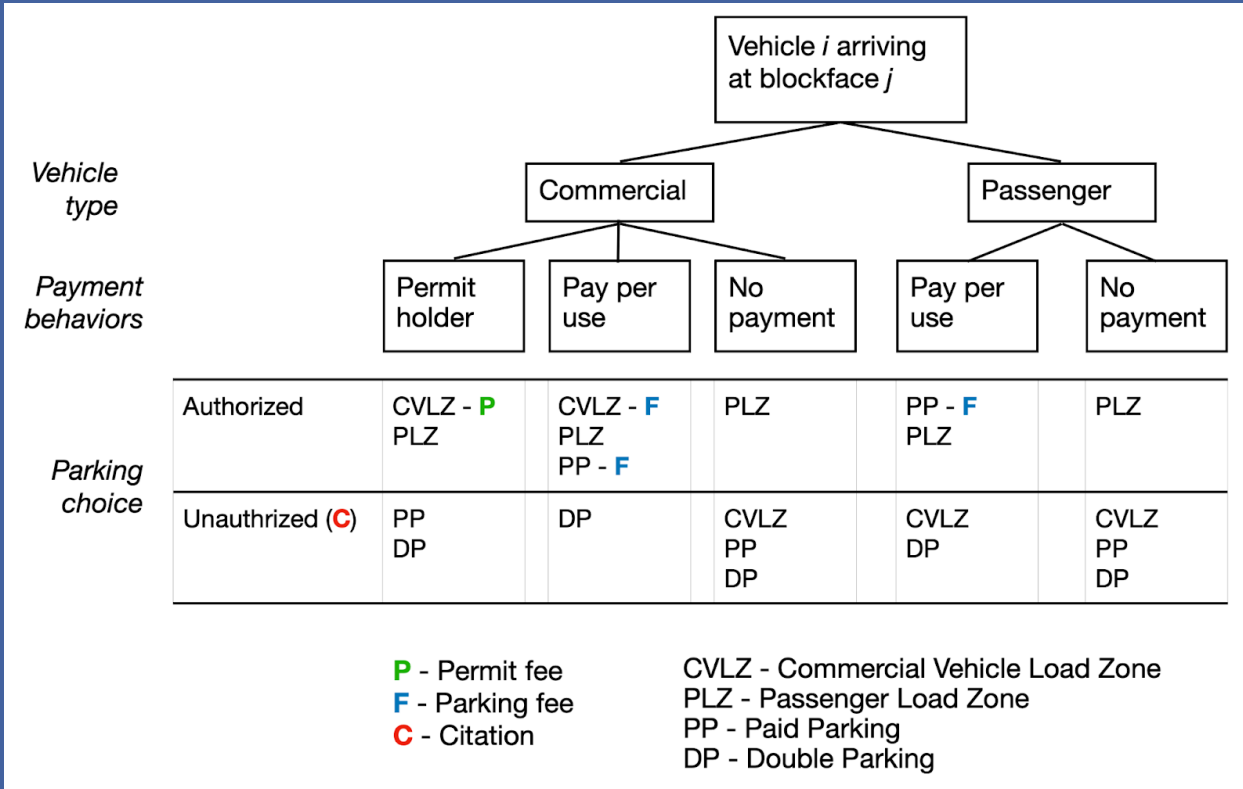 Vehicle i arriving
at blockface j
Vehicle
type
Commercial
Passenger
Payment
behaviors
Permit
holder
Pay per
use
No
payment
Pay per
use
No
payment
Parking
choice
Authorized
CVLZ - P
PLZ
CVLZ - F
PLZ
PP - F
PLZ
PP - F
PLZ
PLZ
Unauthrized (C)
PP
DP
DP
CVLZ
PP
DP
CVLZ
DP
CVLZ
PP
DP
P - Permit fee
F - Parking fee
C - Citation
CVLZ - Commercial Vehicle Load Zone
PLZ - Passenger Load Zone
PP - Paid Parking
DP - Double Parking